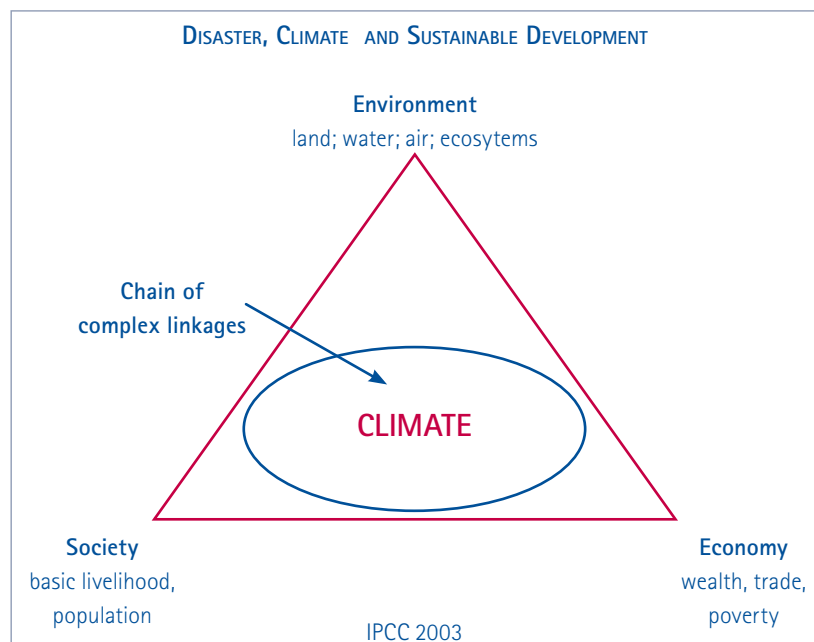 DISASTER, CLIMATE AND SUSTAINABLE DEVELOPMENT
Environment
land; water; air; ecosytems
Chain of
complex linkages
CLIMATE
Society
basic livelihood,
population
Economy
wealth, trade,
poverty
IPCC 2003